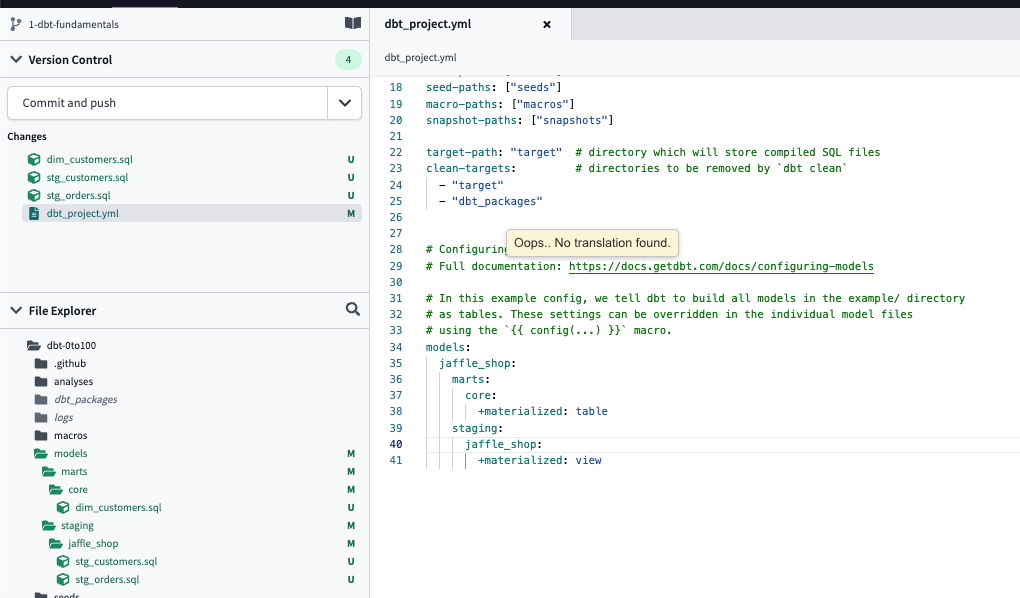 1-dbt-fundamentals
Version Control
4
Commit and push
Changes
dim_customers.sql U
stg_customers.sql U
stg_orders.sql U
dbt_project.yml M
File Explorer
dbt-0to100
.github
analyses
dbt_packages
logs
macros
models M
marts M
core M
dim_customers.sql U
staging M
jaffle_shop M
stg_customers.sql U
stg_orders.sql U
seeds
dbt_project.yml
dbt_project.yml
18 seed-paths: ["seeds"]
19 macro-paths: ["macros"]
20 snapshot-paths: ["snapshots"]
21
22 target-path: "target"  # directory which will store compiled SQL files
23 clean-targets:         # directories to be removed by `dbt clean`
24   - "target"
25   - "dbt_packages"
26
27
Oops.. No translation found.
28 # Configuring
29 # Full documentation: https://docs.getdbt.com/docs/configuring-models
30
31 # In this example config, we tell dbt to build all models in the example/ directory
32 # as tables. These settings can be overridden in the individual model files
33 # using the `{{ config(...) }}` macro.
34 models:
35   jaffle_shop:
36     marts:
37       core:
38         +materialized: table
39     staging:
40       jaffle_shop:
41         +materialized: view